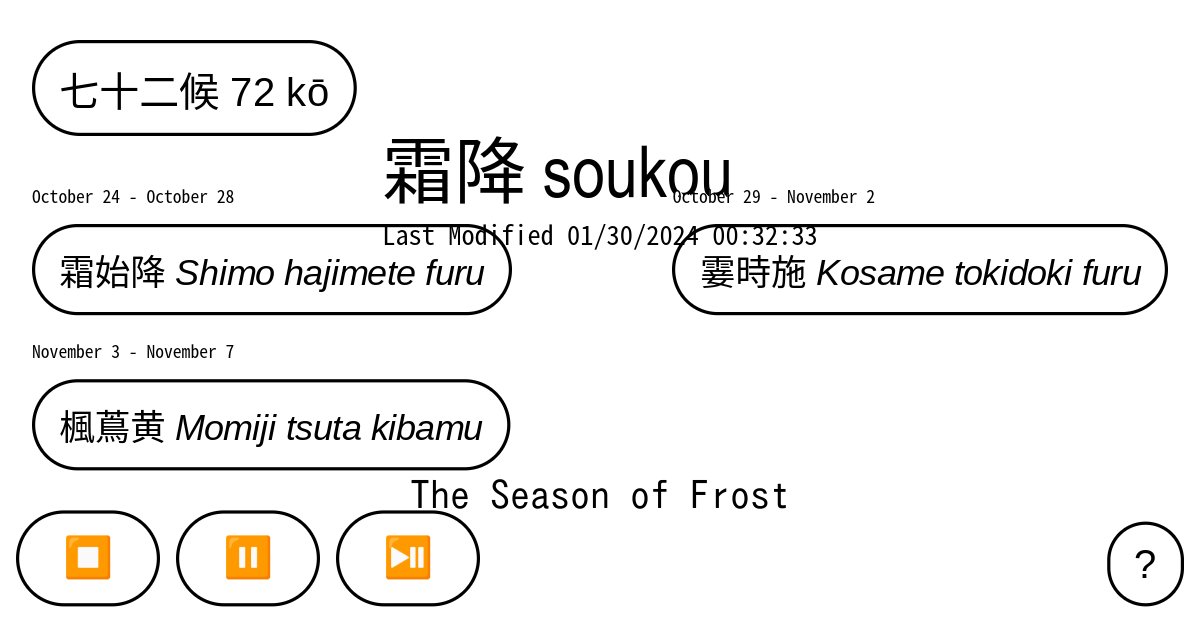 七十二候 72 kō
霜降 soukou
October 24 - October 28
October 29 - November 2
Last Modified 01/30/2024 00:32:33
霜始降 Shimo hajimete furu
霎時施 Kosame tokidoki furu
November 3 - November 7
楓蔦黄 Momiji tsuta kibamu
The Season of Frost
?